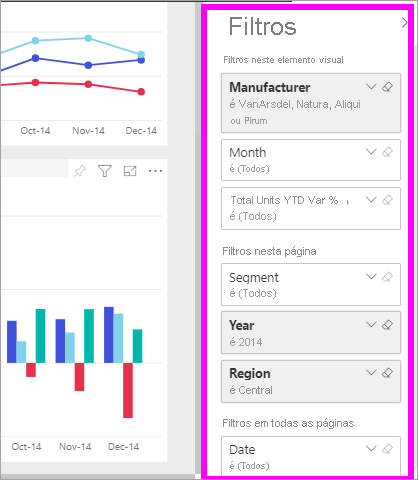 Filtros
Filtros neste elemento visual
Manufacturer
é VanArsdel, Natura, Aliqui
ou Pirum
Month
é (Todos)
Total Units YTD Var %
é (Todos)
Filtros nesta página
Segment
é (Todos)
Year
é 2014
Region
é Central
Filtros em todas as páginas
Date
é (Todos)
Oct-14 Nov-14 Dec-14
Oct-14 Nov-14 Dec-14